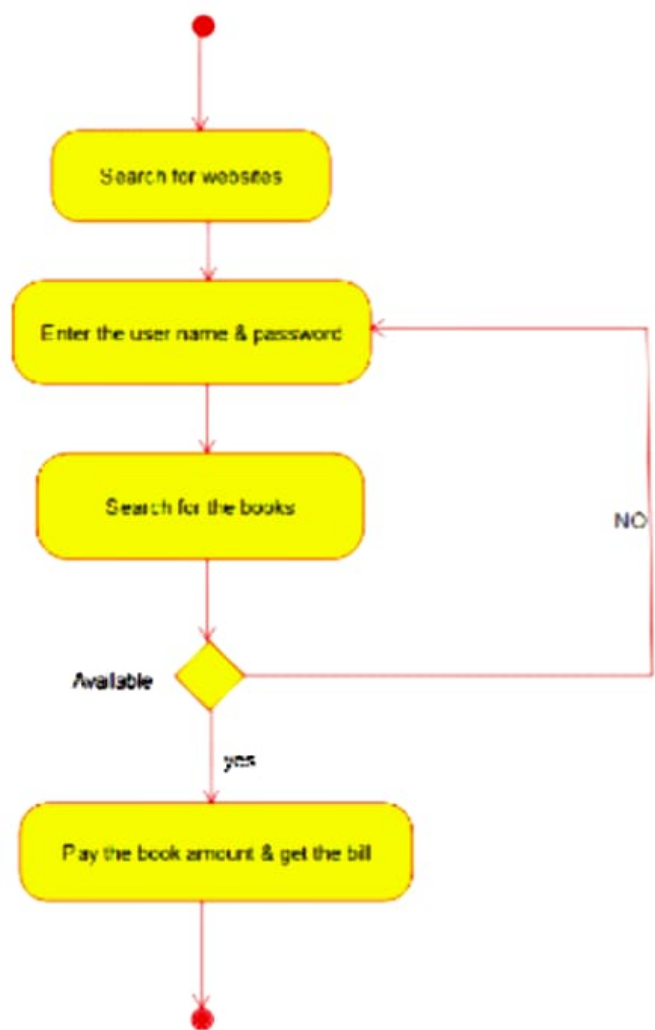 Search for websites
Enter the user name & password
Search for the books
NO
Available
yes
Pay the book amount & get the bill